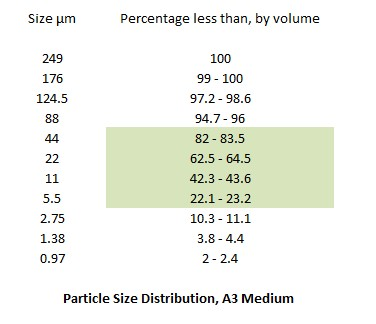 Size µm Percentage less than, by volume
249 100
176 99 - 100
124.5 97.2 - 98.6
88 94.7 - 96
44 82 - 83.5
22 62.5 - 64.5
11 42.3 - 43.6
5.5 22.1 - 23.2
2.75 10.3 - 11.1
1.38 3.8 - 4.4
0.97 2 - 2.4
Particle Size Distribution, A3 Medium